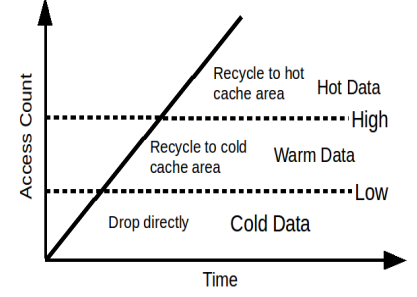 Access Count
Recycle to hot
cache area
Hot Data
High
Recycle to cold
cache area
Warm Data
Low
Drop directly
Cold Data
Time